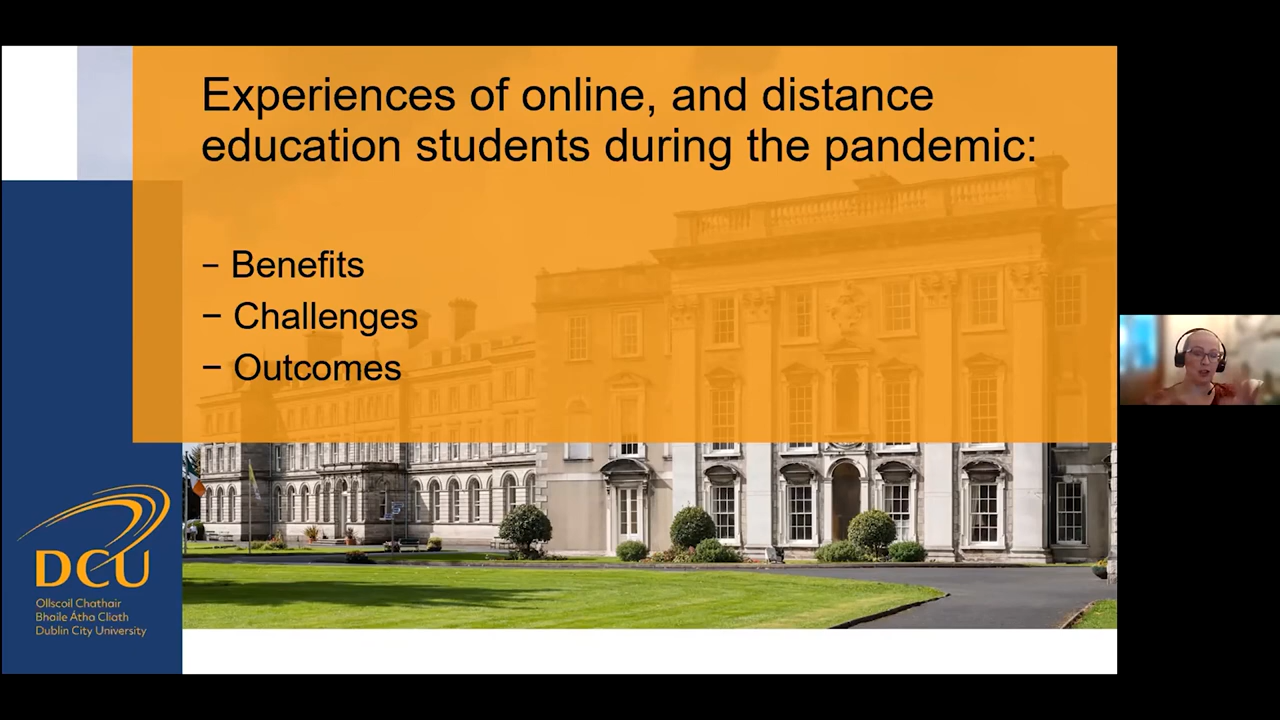 Experiences of online, and distance
education students during the pandemic:
– Benefits
– Challenges
– Outcomes
DCU
Ollscoil Chathair
Bhaile Átha Cliath
Dublin City University